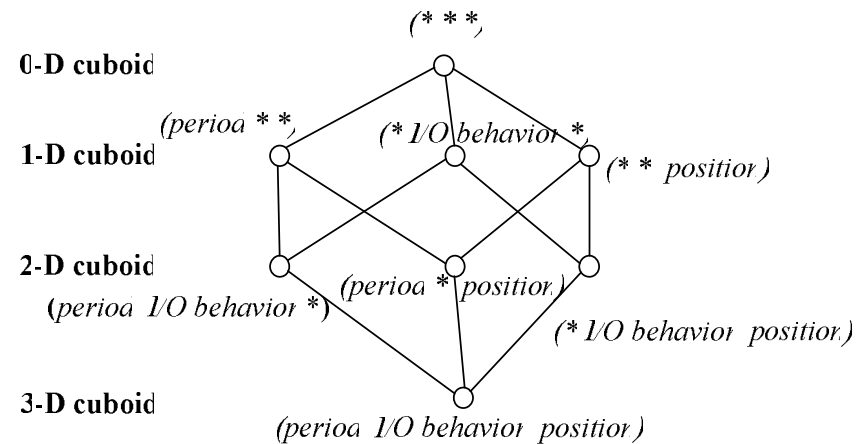 (* * *)
0-D cuboid
(period * *)
(* I/O behavior *)
1-D cuboid
(* * position)
2-D cuboid
(period * position)
(period I/O behavior *)
(* I/O behavior position)
3-D cuboid
(period I/O behavior position)